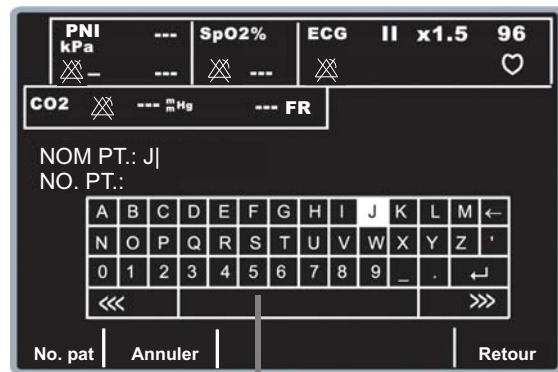 PNI --- SpO2% ECG II x1.5 96
kPa
– --- ---
CO2 --- mmHg --- FR
NOM PT.: J|
NO. PT.:
A B C D E F G H I J K L M ←
N O P Q R S T U V W X Y Z '
0 1 2 3 4 5 6 7 8 9 _ . ↵
<<< >>>
No. pat Annuler Retour